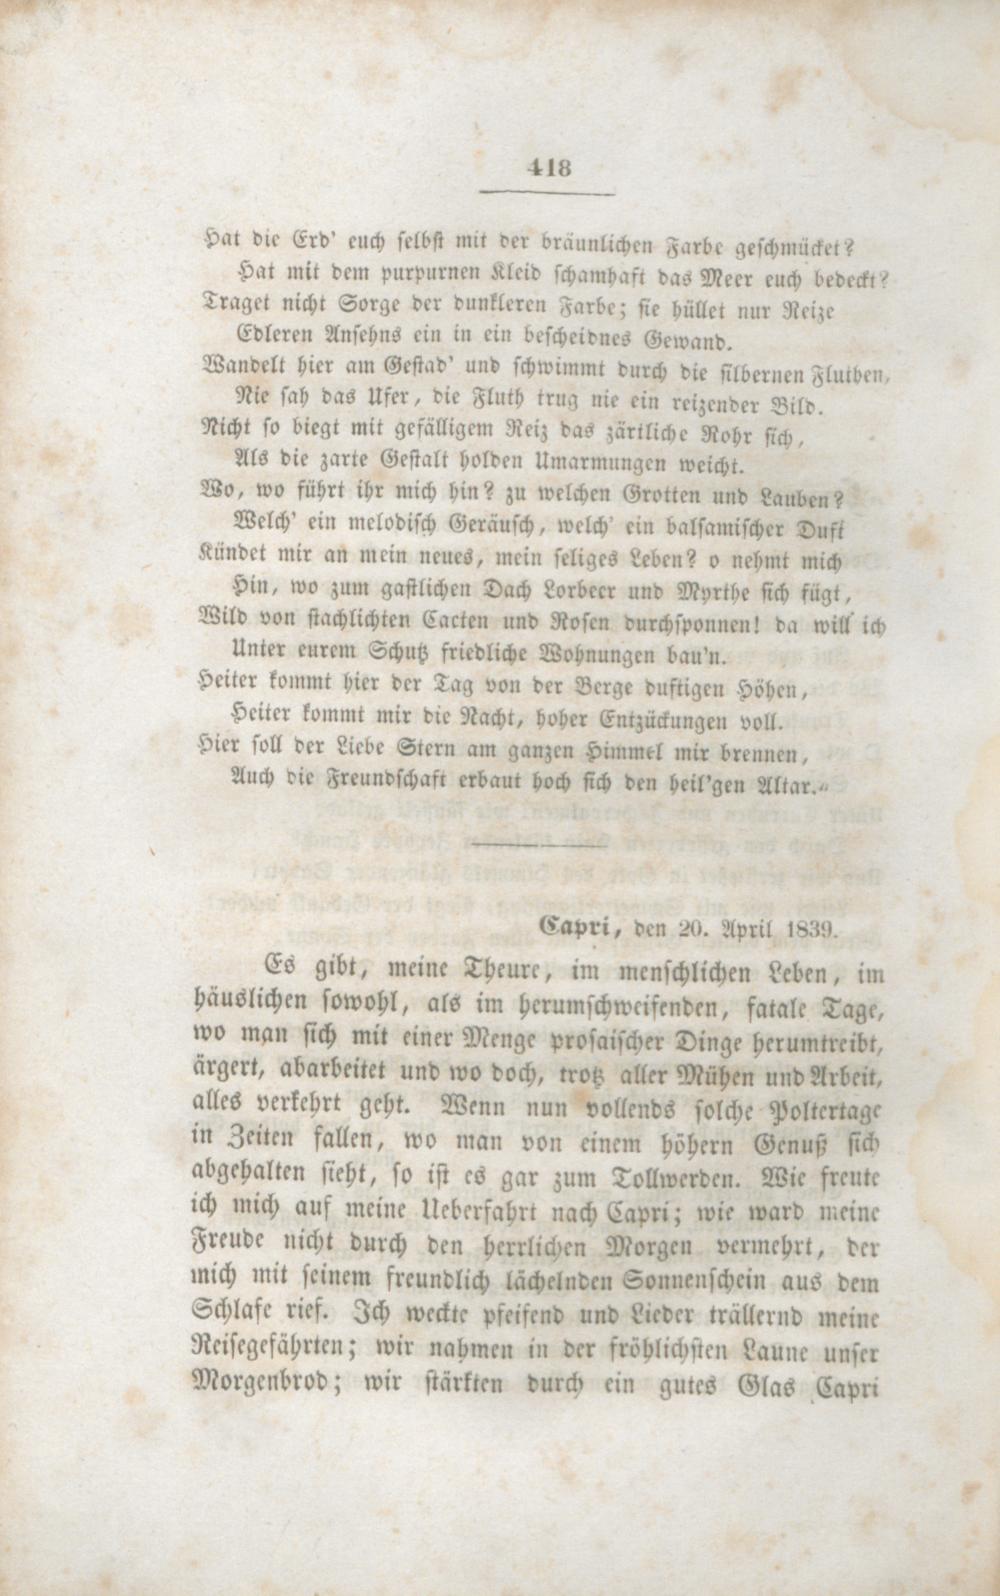 418
Hat die Erd' euch selbst mit der bräunlichen Farbe geschmücket?
Hat mit dem purpurnen Kleid schamhaft das Meer euch bedeckt?
Traget nicht Sorge der dunkleren Farbe; sie hüllet nur Reize
Edleren Ansehns ein in ein bescheidnes Gewand.
Wandelt hier am Gestad' und schwimmt durch die silbernen Fluthen,
Nie sah das Ufer, die Fluth trug nie ein reizender Bild.
Nicht so biegt mit gefälligem Reiz das zärtliche Rohr sich,
Als die zarte Gestalt holden Umarmungen weicht.
Wo, wo führt ihr mich hin? zu welchen Grotten und Lauben?
Welch' ein melodisch Geräusch, welch' ein balsamischer Duft
Kündet mir an mein neues, mein seliges Leben? o nehmt mich
Hin, wo zum gastlichen Dach Lorbeer und Myrthe sich fügt,
Wild von stachlichten Cacten und Rosen durchsponnen! da will ich
Unter eurem Schutz friedliche Wohnungen bau'n.
Heiter kommt hier der Tag von der Berge duftigen Höhen,
Heiter kommt mir die Nacht, hoher Entzückungen voll.
Hier soll der Liebe Stern am ganzen Himmel mir brennen,
Auch die Freundschaft erbaut hoch sich den heil'gen Altar.“
Capri, den 20. April 1839.
Es gibt, meine Theure, im menschlichen Leben, im
häuslichen sowohl, als im herumschweifenden, fatale Tage,
wo man sich mit einer Menge prosaischer Dinge herumtreibt,
ärgert, abarbeitet und wo doch, trotz aller Mühen und Arbeit,
alles verkehrt geht. Wenn nun vollends solche Poltertage
in Zeiten fallen, wo man von einem höhern Genuß sich
abgehalten sieht, so ist es gar zum Tollwerden. Wie freute
ich mich auf meine Ueberfahrt nach Capri; wie ward meine
Freude nicht durch den herrlichen Morgen vermehrt, der
mich mit seinem freundlich lächelnden Sonnenschein aus dem
Schlafe rief. Ich weckte pfeifend und Lieder trällernd meine
Reisegefährten; wir nahmen in der fröhlichsten Laune unser
Morgenbrod; wir stärkten durch ein gutes Glas Capri